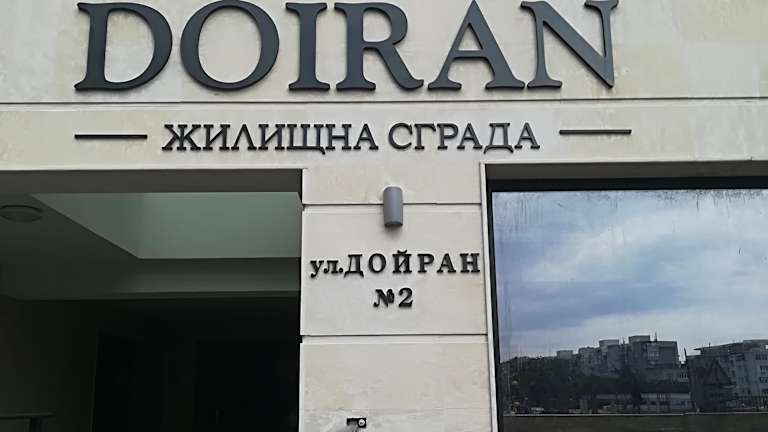 DOIRAN
ЖИЛИЩНА СГРАДА
ул. ДОЙРАН
№2